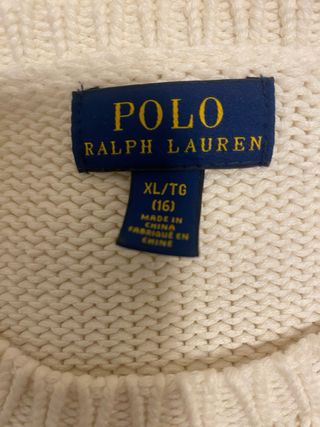 POLO
RALPH LAUREN
XL/TG
(16)
MADE IN
CHINA
FABRIQUÉ EN
CHINE